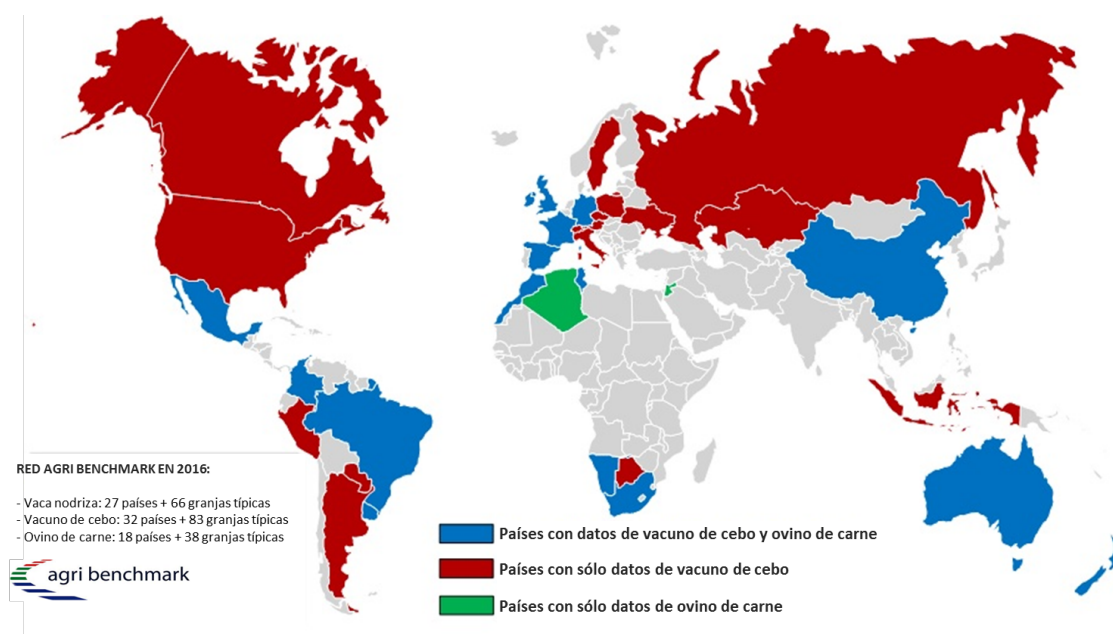 RED AGRI BENCHMARK EN 2016:
- Vaca nodriza: 27 países + 66 granjas típicas
- Vacuno de cebo: 32 países + 83 granjas típicas
- Ovino de carne: 18 países + 38 granjas típicas
agri benchmark
Países con datos de vacuno de cebo y ovino de carne
Países con sólo datos de vacuno de cebo
Países con sólo datos de ovino de carne